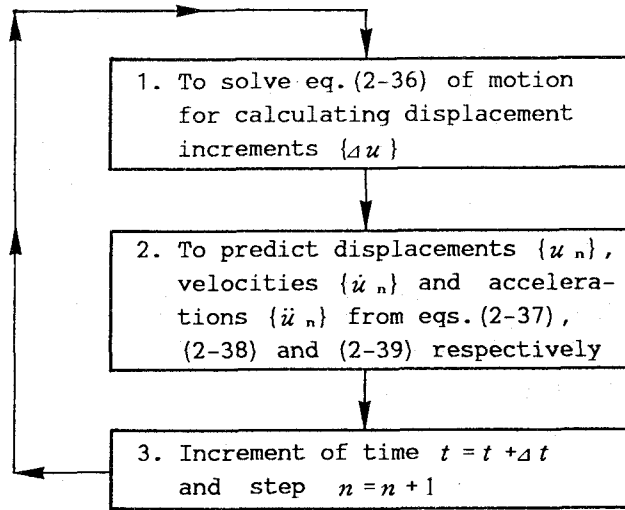 1. To solve eq.(2-36) of motion
for calculating displacement
increments {Δu}
2. To predict displacements {u n},
velocities {u̇ n} and accelera-
tions {ü n} from eqs.(2-37),
(2-38) and (2-39) respectively
3. Increment of time t = t + Δt
and step n = n + 1